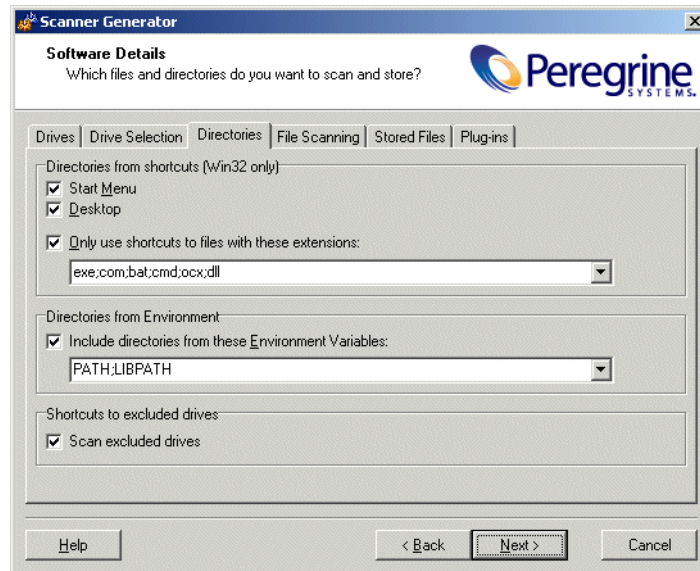 Scanner Generator
Software Details
Which files and directories do you want to scan and store?
Peregrine
SYSTEMS.
Drives
Drive Selection
Directories
File Scanning
Stored Files
Plug-ins
Directories from shortcuts (Win32 only)
Start Menu
Desktop
Only use shortcuts to files with these extensions:
exe;com;bat;cmd;ocx;dll
Directories from Environment
Include directories from these Environment Variables:
PATH;LIBPATH
Shortcuts to excluded drives
Scan excluded drives
Help
< Back
Next >
Cancel